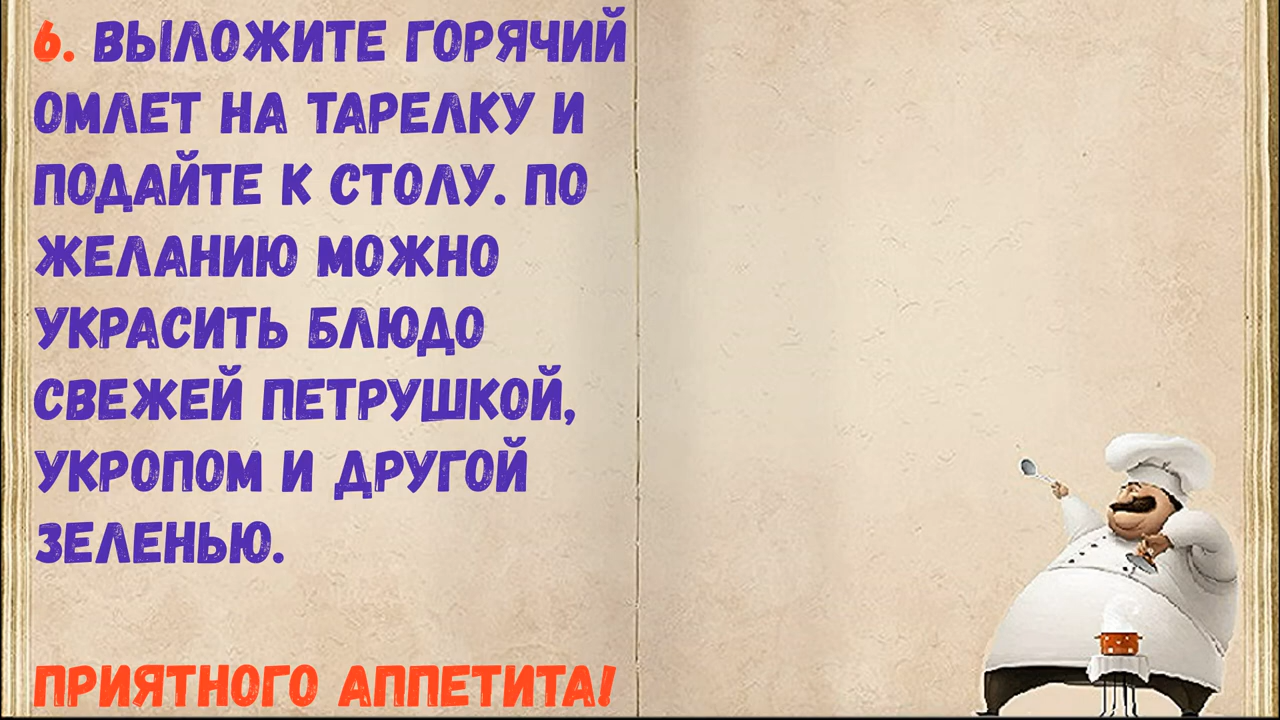 6. ВЫЛОЖИТЕ ГОРЯЧИЙ
ОМЛЕТ НА ТАРЕЛКУ И
ПОДАЙТЕ К СТОЛУ. ПО
ЖЕЛАНИЮ МОЖНО
УКРАСИТЬ БЛЮДО
СВЕЖЕЙ ПЕТРУШКОЙ,
УКРОПОМ И ДРУГОЙ
ЗЕЛЕНЬЮ.
ПРИЯТНОГО АППЕТИТА!